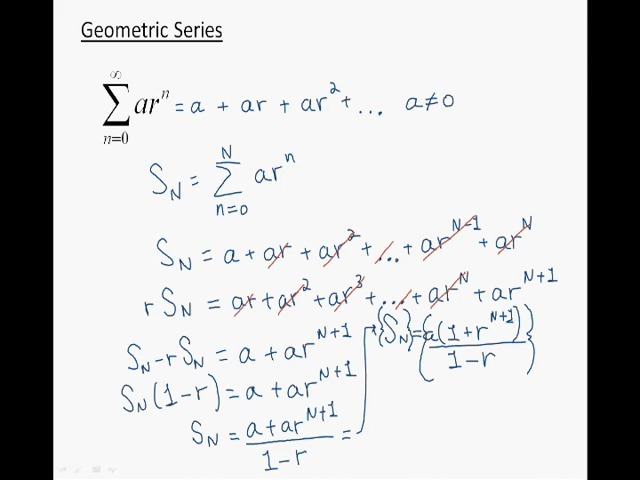 Geometric Series
∞∑n=0 arⁿ = a + ar + ar² + ... a ≠ 0
S_N = N∑n=0 arⁿ
S_N = a + ar + ar² + ... + ar^(N-1) + ar^N
rS_N = ar + ar² + ar³ + ... + ar^N + ar^(N+1)
S_N - rS_N = a + ar^(N+1)
S_N(1-r) = a + ar^(N+1)
S_N = (a + ar^(N+1))/(1-r) =
{S_N} = {a(1+r^(N+1))/(1-r)}